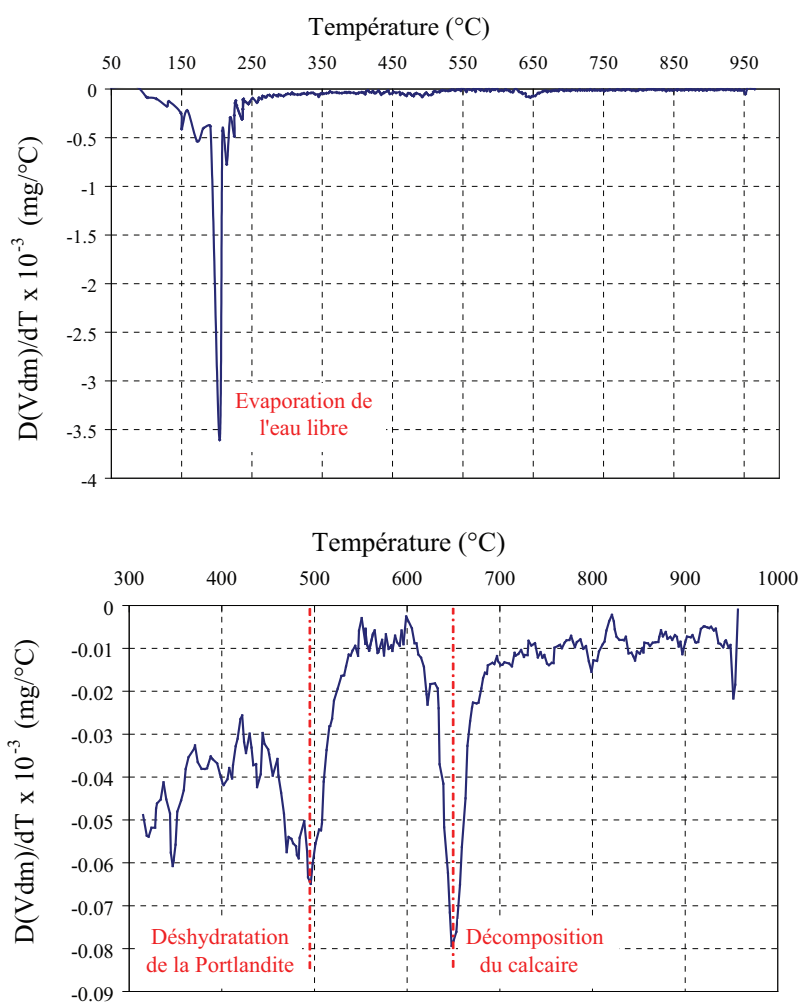 Température (°C)
50 150 250 350 450 550 650 750 850 950
0
-0.5
-1
-1.5
-2
-2.5
-3
-3.5
-4
D(Vdm)/dT x 10⁻³ (mg/°C)
Evaporation de
l'eau libre
Température (°C)
300 400 500 600 700 800 900 1000
0
-0.01
-0.02
-0.03
-0.04
-0.05
-0.06
-0.07
-0.08
-0.09
D(Vdm)/dT x 10⁻³ (mg/°C)
Déshydratation
de la Portlandite
Décomposition
du calcaire